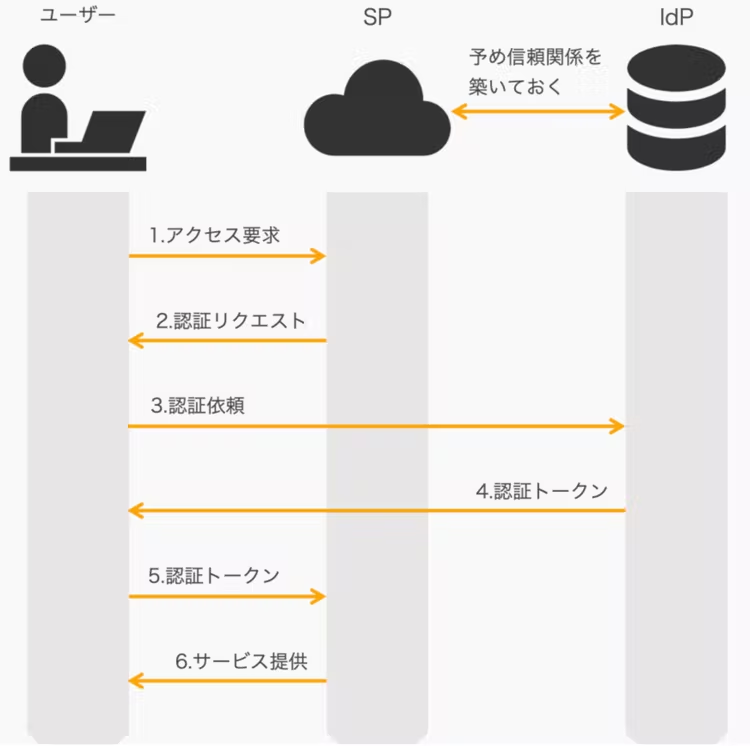 ユーザー
SP
IdP
予め信頼関係を
築いておく
1.アクセス要求
2.認証リクエスト
3.認証依頼
4.認証トークン
5.認証トークン
6.サービス提供